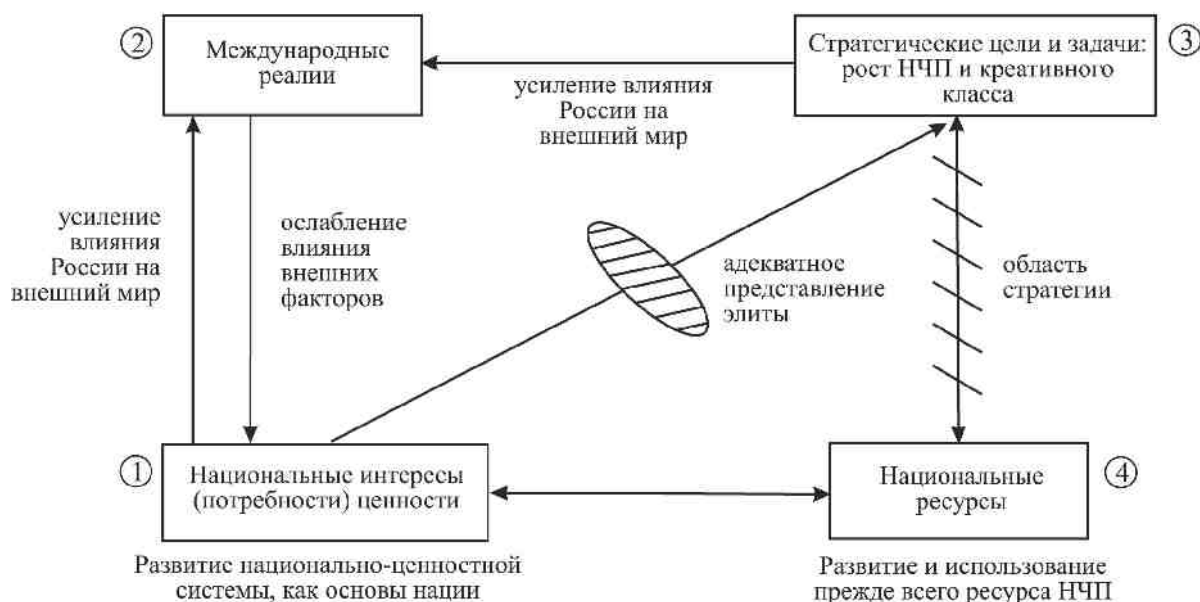 ②
Международные
реалии
③
Стратегические цели и задачи:
рост НЧП и креативного
класса
усиление влияния
России на
внешний мир
усиление
влияния
России на
внешний мир
ослабление
влияния
внешних
факторов
адекватное
представление
элиты
область
стратегии
①
Национальные интересы
(потребности) ценности
④
Национальные
ресурсы
Развитие национально-ценностной
системы, как основы нации
Развитие и использование
прежде всего ресурса НЧП